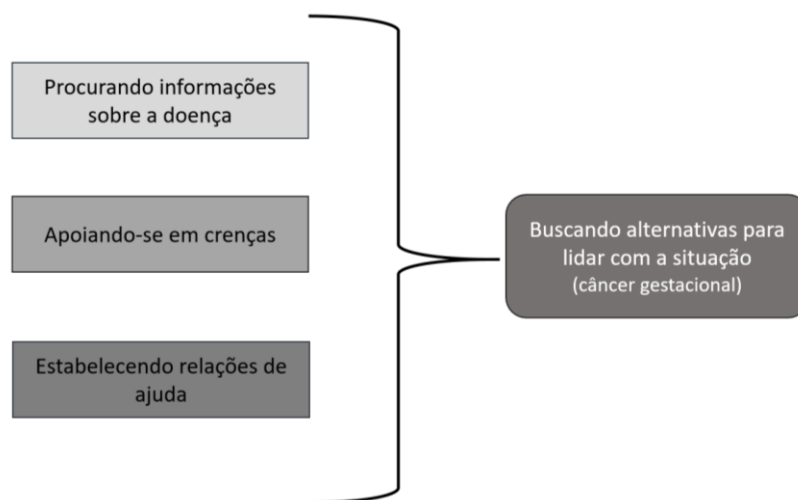 Procurando informações
sobre a doença
Apoiando-se em crenças
Estabelecendo relações de
ajuda
Buscando alternativas para
lidar com a situação
(câncer gestacional)